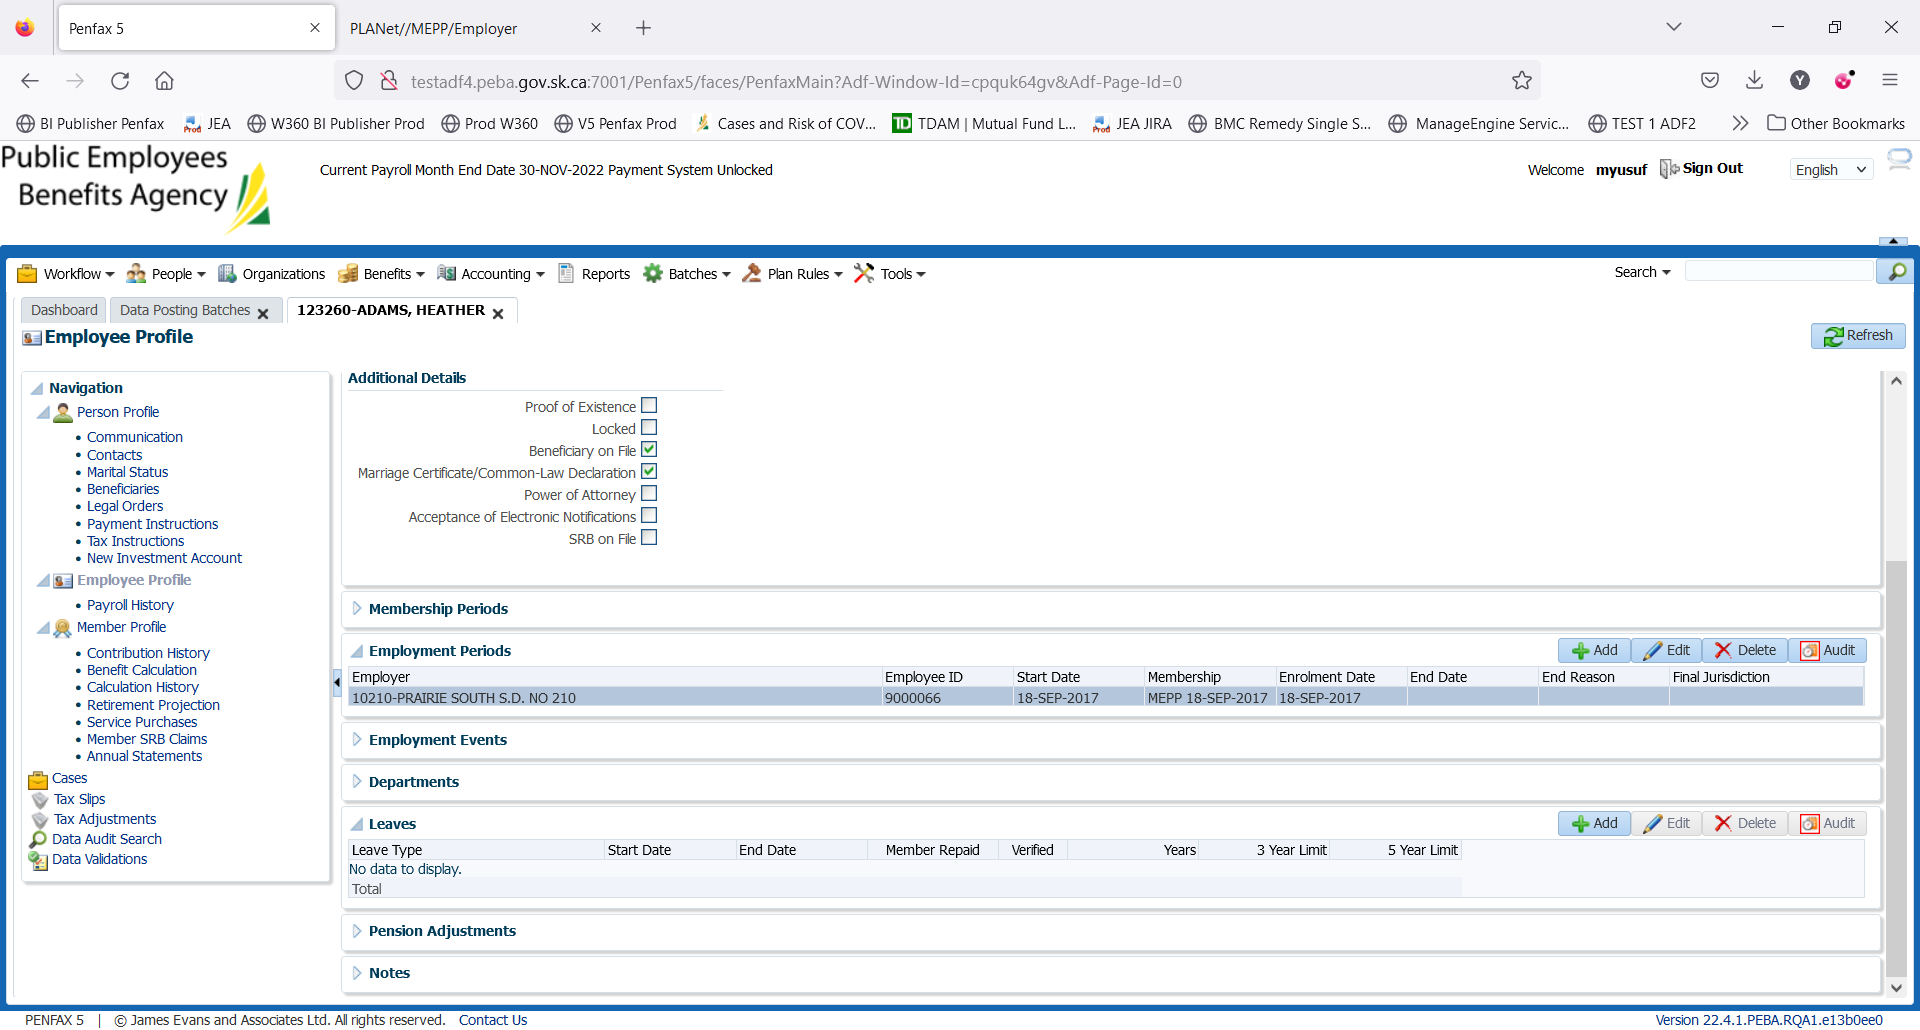 Penfax 5
PLANet//MEPP/Employer
testadf4.peba.gov.sk.ca:7001/Penfax5/faces/PenfaxMain?Adf-Window-Id=cpquk64gv&Adf-Page-Id=0
Y
BI Publisher Penfax JEA W360 BI Publisher Prod Prod W360 V5 Penfax Prod Cases and Risk of COV... TDAM | Mutual Fund L... JEA JIRA BMC Remedy Single S... ManageEngine Servic... TEST 1 ADF2 Other Bookmarks
Public Employees
Benefits Agency
Current Payroll Month End Date 30-NOV-2022 Payment System Unlocked
Welcome myusuf Sign Out English
Workflow People Organizations Benefits Accounting Reports Batches Plan Rules Tools Search
Dashboard Data Posting Batches 123260-ADAMS, HEATHER
Employee Profile
Refresh
Navigation
Person Profile
Communication
Contacts
Marital Status
Beneficiaries
Legal Orders
Payment Instructions
Tax Instructions
New Investment Account
Employee Profile
Payroll History
Member Profile
Contribution History
Benefit Calculation
Calculation History
Retirement Projection
Service Purchases
Member SRB Claims
Annual Statements
Cases
Tax Slips
Tax Adjustments
Data Audit Search
Data Validations
Additional Details
Proof of Existence
Locked
Beneficiary on File
Marriage Certificate/Common-Law Declaration
Power of Attorney
Acceptance of Electronic Notifications
SRB on File
Membership Periods
Employment Periods
Add Edit Delete Audit
Employer Employee ID Start Date Membership Enrolment Date End Date End Reason Final Jurisdiction
10210-PRAIRIE SOUTH S.D. NO 210 9000066 18-SEP-2017 MEPP 18-SEP-2017 18-SEP-2017
Employment Events
Departments
Leaves
Add Edit Delete Audit
Leave Type Start Date End Date Member Repaid Verified Years 3 Year Limit 5 Year Limit
No data to display.
Total
Pension Adjustments
Notes
PENFAX 5 | © James Evans and Associates Ltd. All rights reserved. Contact Us
Version 22.4.1.PEBA.RQA1.e13b0ee0